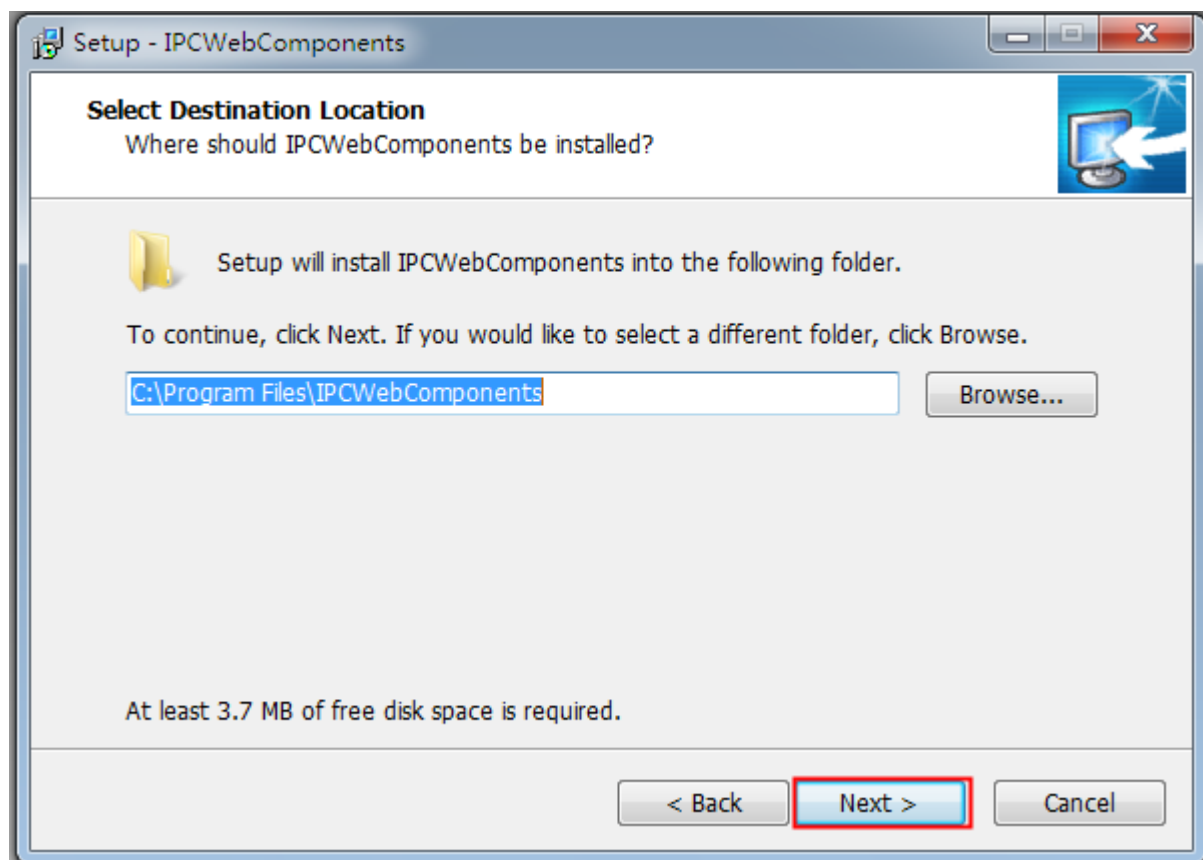 Setup - IPCWebComponents
Select Destination Location
Where should IPCWebComponents be installed?
Setup will install IPCWebComponents into the following folder.
To continue, click Next. If you would like to select a different folder, click Browse.
C:\Program Files\IPCWebComponents
Browse...
At least 3.7 MB of free disk space is required.
< Back
Next >
Cancel